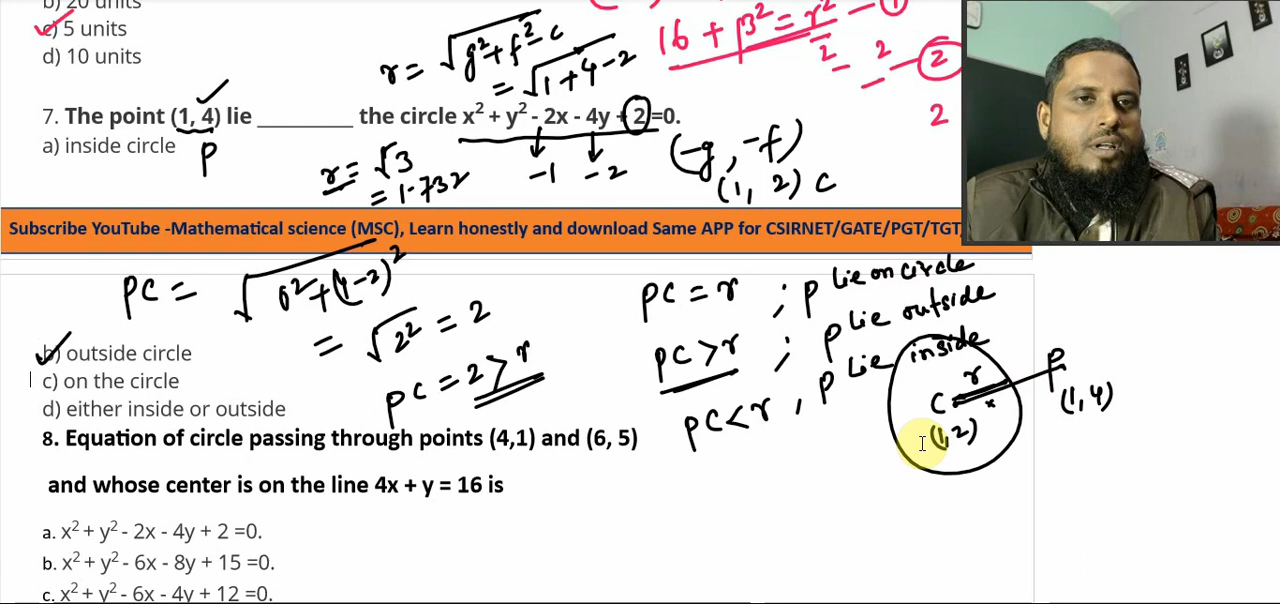 b) 20 units
c) 5 units
d) 10 units
r = √g² + f² - c
= √1 + 4 - 2
16 + β² = r² - 1
2 - 2 - 2
2
7. The point (1, 4) lie ________ the circle x² + y² - 2x - 4y + 2 =0.
a) inside circle
P
r = √3
= 1.732
-1 -2
(-g, -f)
(1, 2) C
Subscribe YouTube -Mathematical science (MSC), Learn honestly and download Same APP for CSIRNET/GATE/PGT/TGT
PC = √0² + (4-2)²
= √2² = 2
PC = 2 > r
PC = r ; P lie on circle
PC > r ; P lie outside
PC < r , P lie inside
C r P
(1,2) (1,4)
b) outside circle
c) on the circle
d) either inside or outside
8. Equation of circle passing through points (4,1) and (6, 5)
and whose center is on the line 4x + y = 16 is
a. x² + y² - 2x - 4y + 2 =0.
b. x² + y² - 6x - 8y + 15 =0.
c. x² + y² - 6x - 4y + 12 =0.